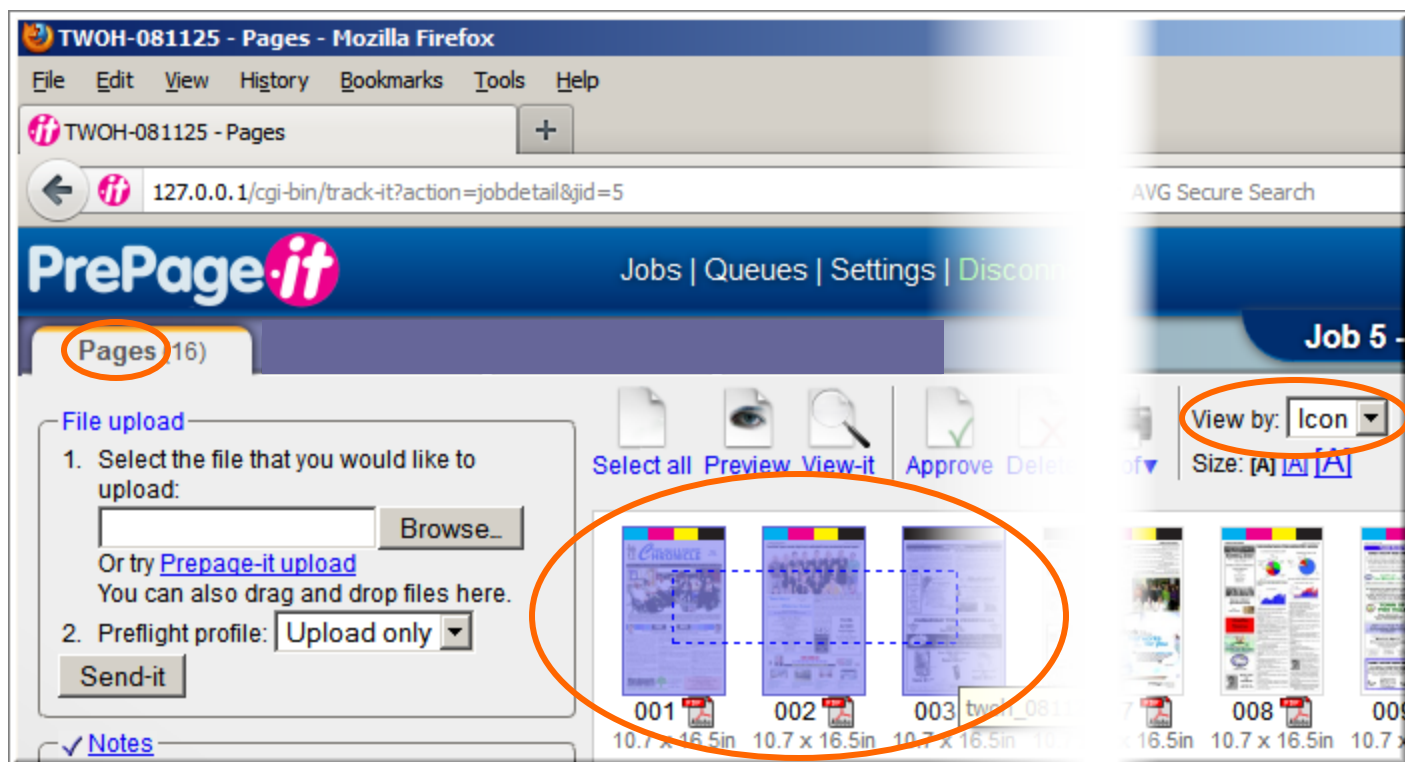 TWOH-081125 - Pages - Mozilla Firefox
File Edit View History Bookmarks Tools Help
TWOH-081125 - Pages +
127.0.0.1/cgi-bin/track-it?action=jobdetail&jid=5 AVG Secure Search
PrePage-it Jobs | Queues | Settings |
Pages (16) Job 5 -
File upload
1. Select the file that you would like to
upload:
Browse...
Or try Prepage-it upload
You can also drag and drop files here.
2. Preflight profile: Upload only
Send-it
✓ Notes
Select all Preview View-it Approve Delete
View by: Icon
Size: [A] [A] [A]
001 002 003 7 008 009
10.7 x 16.5in 10.7 x 16.5in 10.7 x 16.5in 16.5in 10.7 x 16.5in 10.7